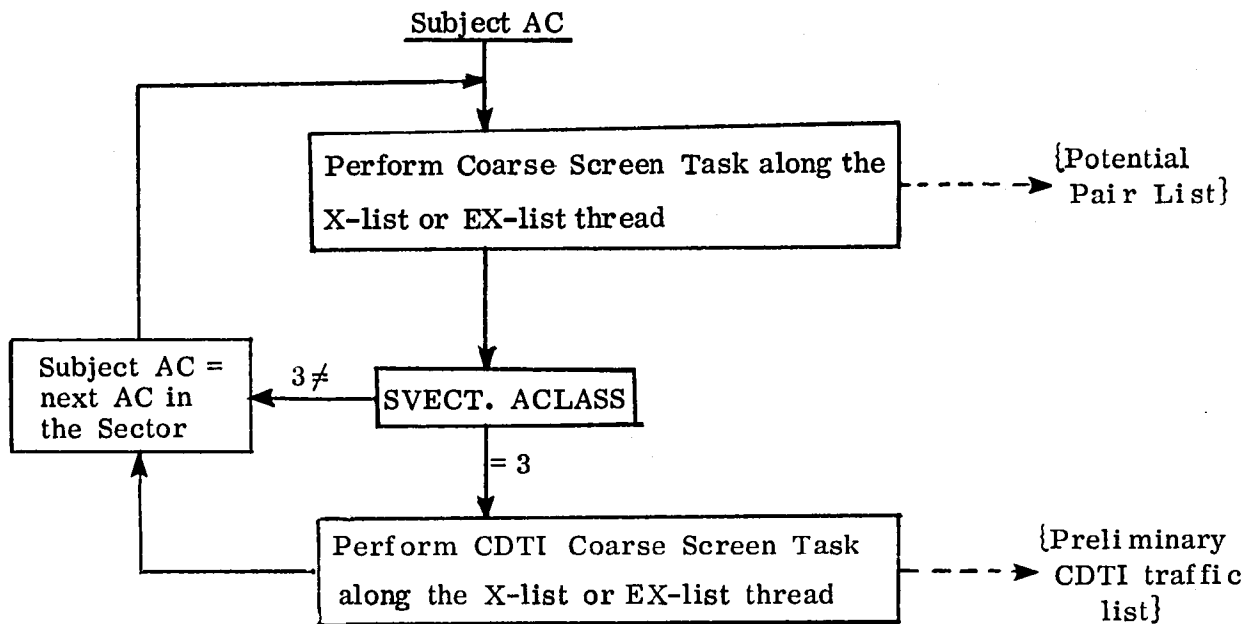 Subject AC
Perform Coarse Screen Task along the
X-list or EX-list thread
{Potential
Pair List}
Subject AC =
next AC in
the Sector
3≠
SVECT. ACLASS
= 3
Perform CDTI Coarse Screen Task
along the X-list or EX-list thread
{Preliminary
CDTI traffic
list}